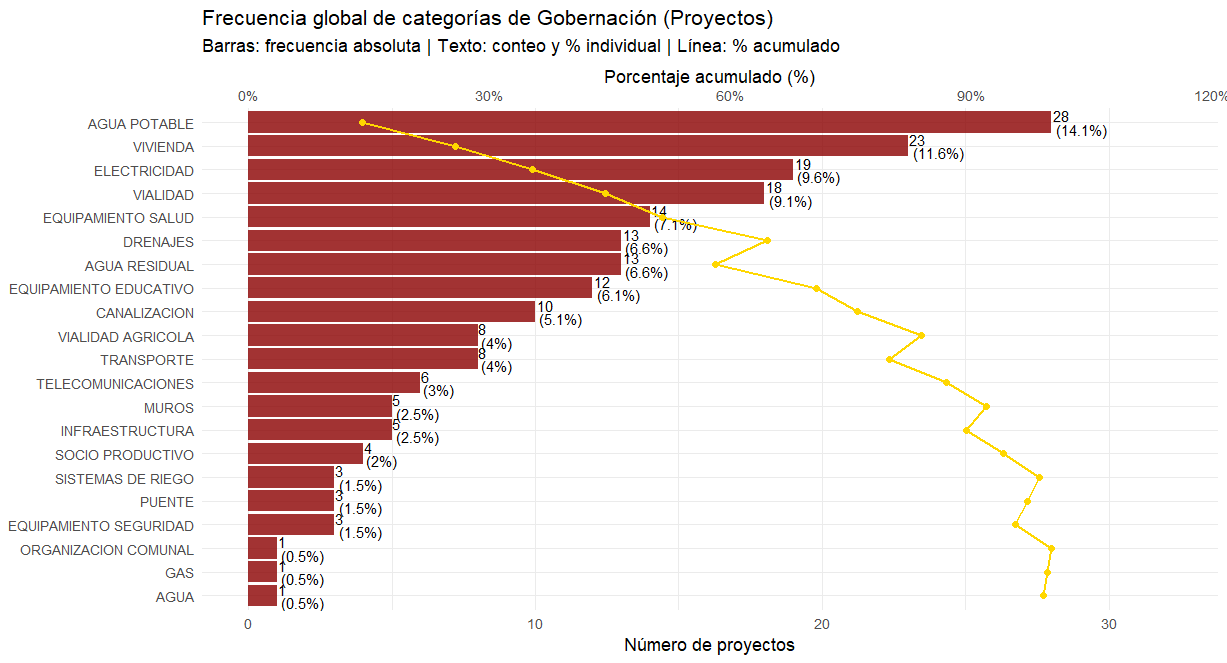 Frecuencia global de categorías de Gobernación (Proyectos)
Barras: frecuencia absoluta | Texto: conteo y % individual | Línea: % acumulado
Porcentaje acumulado (%)
0% 30% 60% 90% 120%
AGUA POTABLE 28 (14.1%)
VIVIENDA 23 (11.6%)
ELECTRICIDAD 19 (9.6%)
VIALIDAD 18 (9.1%)
EQUIPAMIENTO SALUD 14 (7.1%)
DRENAJES 13 (6.6%)
AGUA RESIDUAL 13 (6.6%)
EQUIPAMIENTO EDUCATIVO 12 (6.1%)
CANALIZACION 10 (5.1%)
VIALIDAD AGRICOLA 8 (4%)
TRANSPORTE 8 (4%)
TELECOMUNICACIONES 6 (3%)
MUROS 5 (2.5%)
INFRAESTRUCTURA 5 (2.5%)
SOCIO PRODUCTIVO 4 (2%)
SISTEMAS DE RIEGO 3 (1.5%)
PUENTE 3 (1.5%)
EQUIPAMIENTO SEGURIDAD 3 (1.5%)
ORGANIZACION COMUNAL 1 (0.5%)
GAS 1 (0.5%)
AGUA 1 (0.5%)
0 10 20 30
Número de proyectos